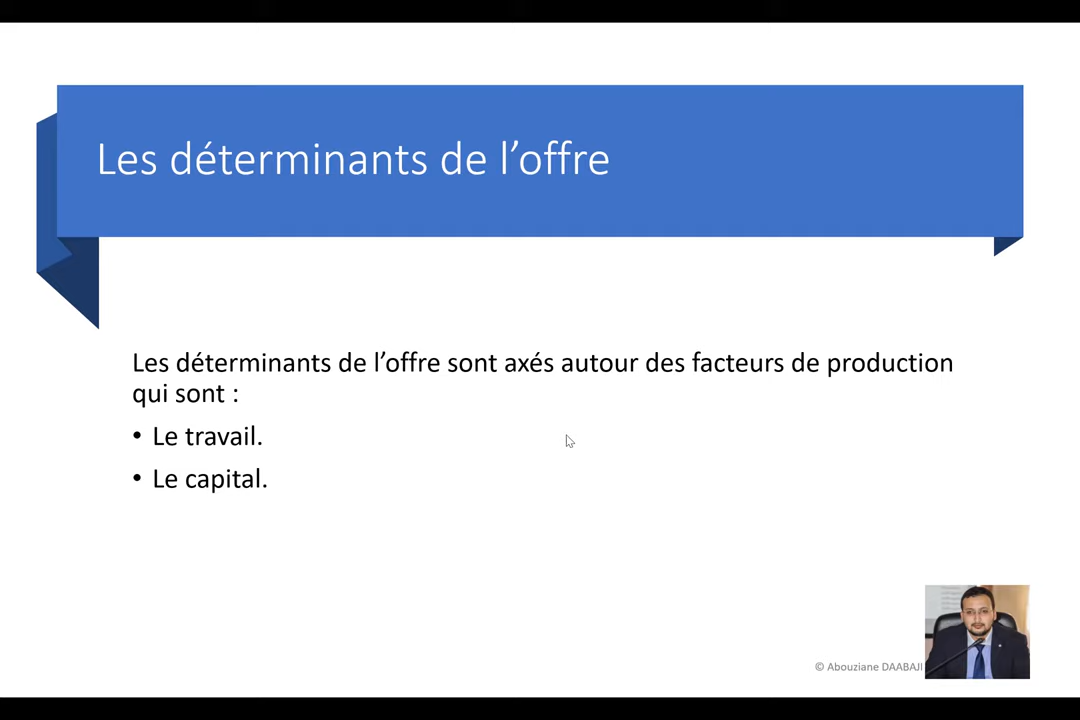 Les déterminants de l’offre
Les déterminants de l’offre sont axés autour des facteurs de production
qui sont :
• Le travail.
• Le capital.
© Abouziane DAABAJI